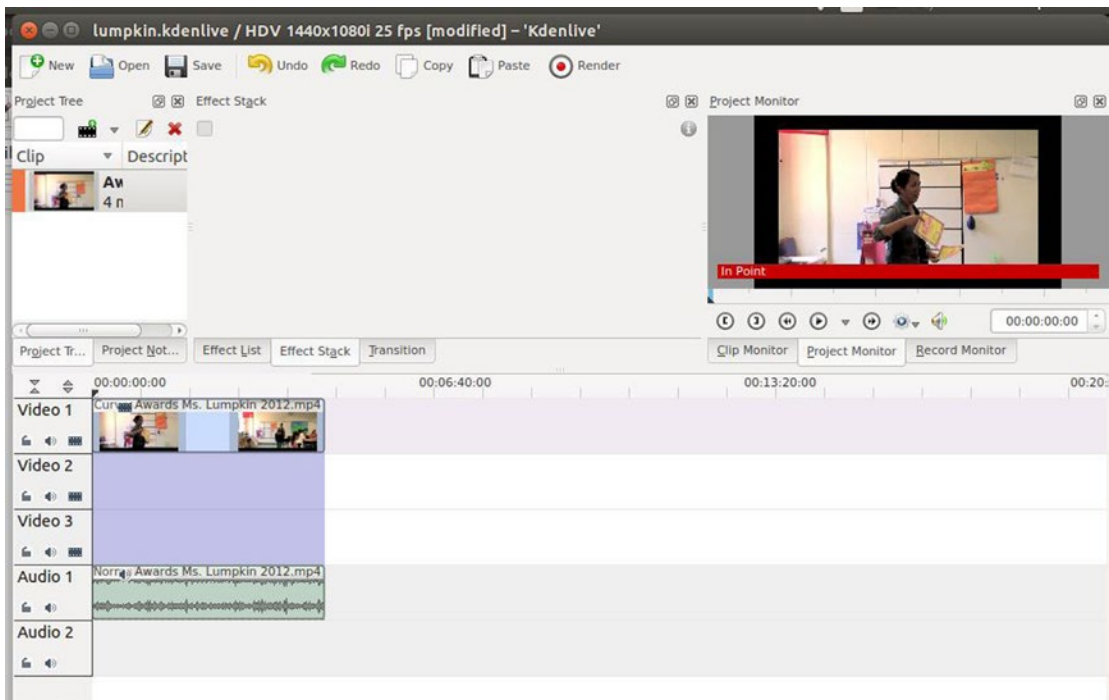 lumpkin.kdenlive / HDV 1440x1080i 25 fps [modified] – 'Kdenlive'
New Open Save Undo Redo Copy Paste Render
Project Tree Effect Stack Project Monitor
Clip Descript
Aw
4 n
In Point
00:00:00:00
Project Tr... Project Not... Effect List Effect Stack Transition Clip Monitor Project Monitor Record Monitor
00:00:00:00 00:06:40:00 00:13:20:00 00:20:
Video 1
Awards Ms. Lumpkin 2012.mp4
Video 2
Video 3
Audio 1
Awards Ms. Lumpkin 2012.mp4
Audio 2